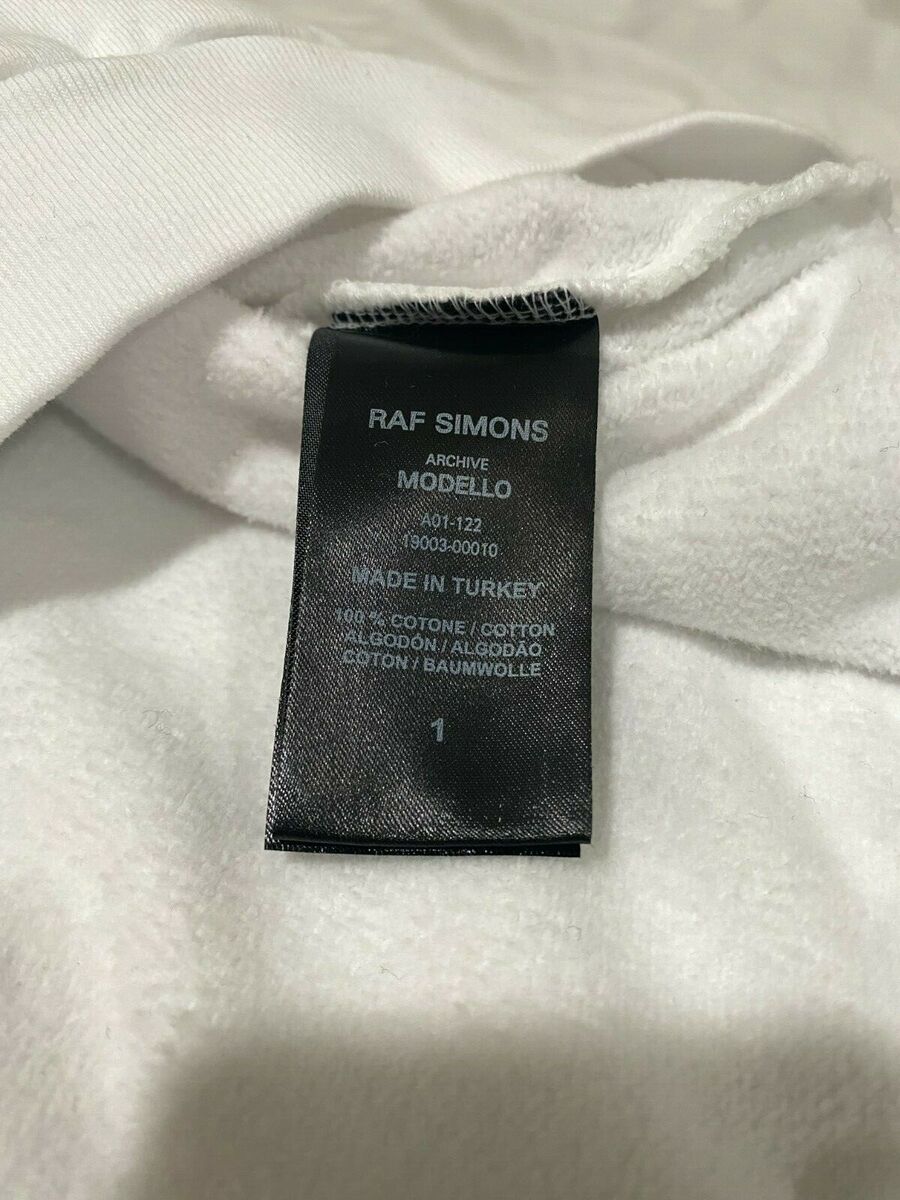 RAF SIMONS
ARCHIVE
MODELLO
A01-122
19003-00010
MADE IN TURKEY
100 % COTONE / COTTON
ALGODÓN / ALGODÃO
COTON / BAUMWOLLE
1